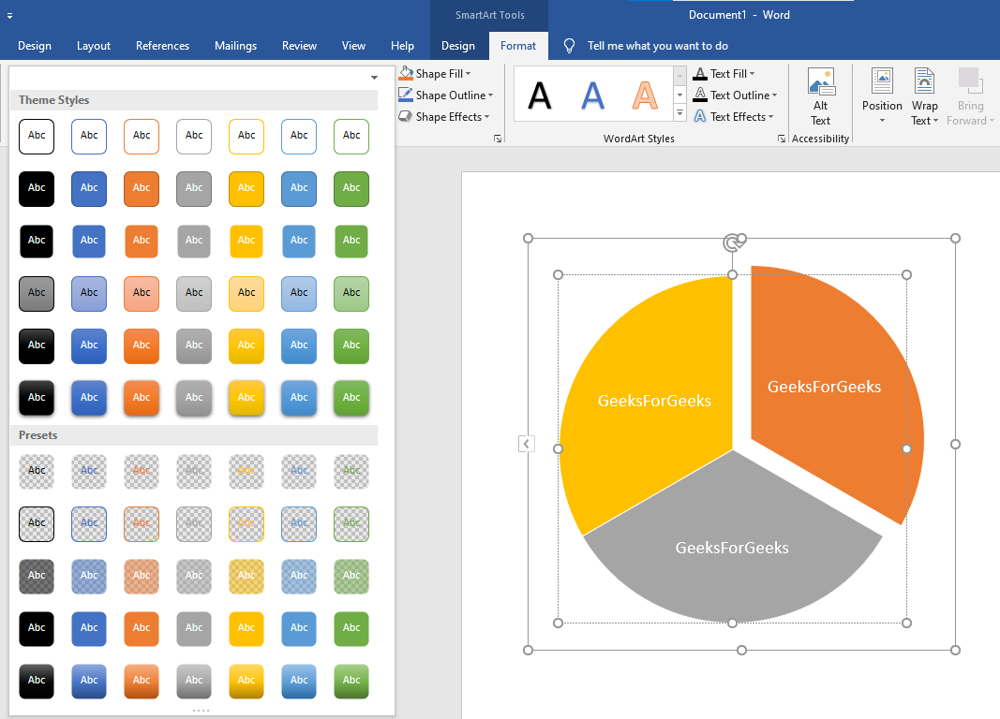 SmartArt Tools
Document1 - Word
Design Layout References Mailings Review View Help Design Format Tell me what you want to do
Shape Fill
Shape Outline
Shape Effects
A A A
Text Fill
Text Outline
Text Effects
WordArt Styles
Alt
Text
Accessibility
Position
Wrap
Text
Bring
Forward
Theme Styles
Abc Abc Abc Abc Abc Abc Abc
Abc Abc Abc Abc Abc Abc Abc
Abc Abc Abc Abc Abc Abc Abc
Abc Abc Abc Abc Abc Abc Abc
Abc Abc Abc Abc Abc Abc Abc
Abc Abc Abc Abc Abc Abc Abc
Presets
Abc Abc Abc Abc Abc Abc Abc
Abc Abc Abc Abc Abc Abc Abc
Abc Abc Abc Abc Abc Abc Abc
Abc Abc Abc Abc Abc Abc Abc
Abc Abc Abc Abc Abc Abc Abc
GeeksForGeeks
GeeksForGeeks
GeeksForGeeks